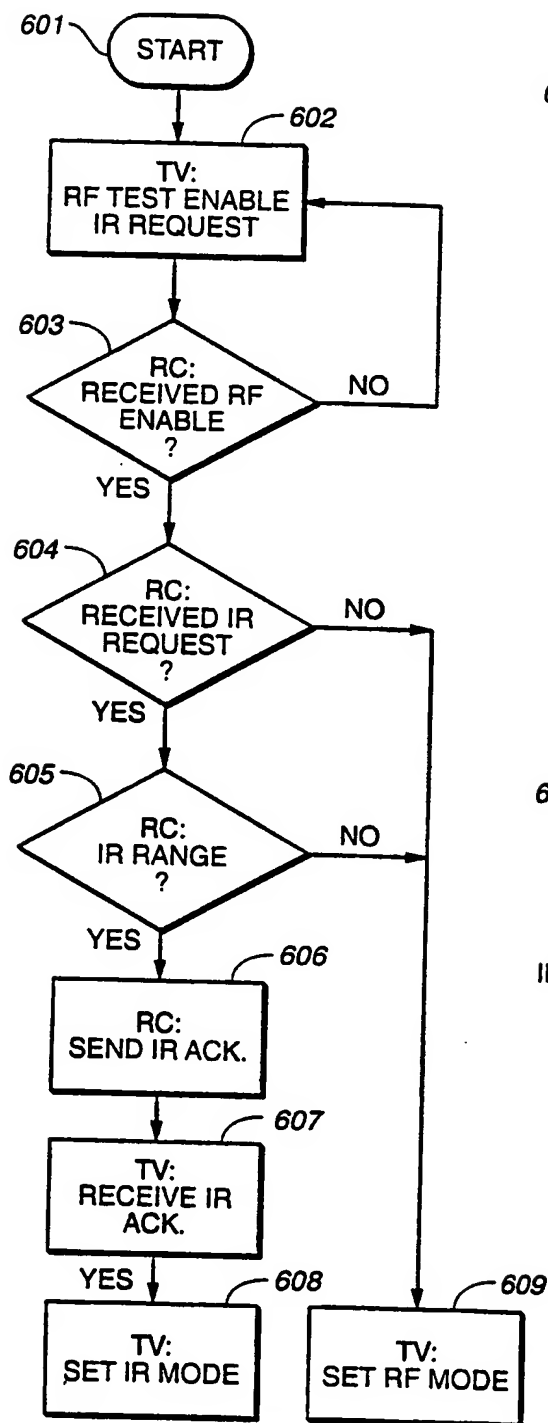 601
START
6
602
TV:
RF TEST ENABLE
IR REQUEST
603
RC:
RECEIVED RF
ENABLE
?
NO
YES
604
RC:
RECEIVED IR
REQUEST
?
NO
YES
605
RC:
IR RANGE
?
NO
6
YES
606
RC:
SEND IR ACK.
607
TV:
RECEIVE IR
ACK.
YES
608
TV:
SET IR MODE
609
TV:
SET RF MODE